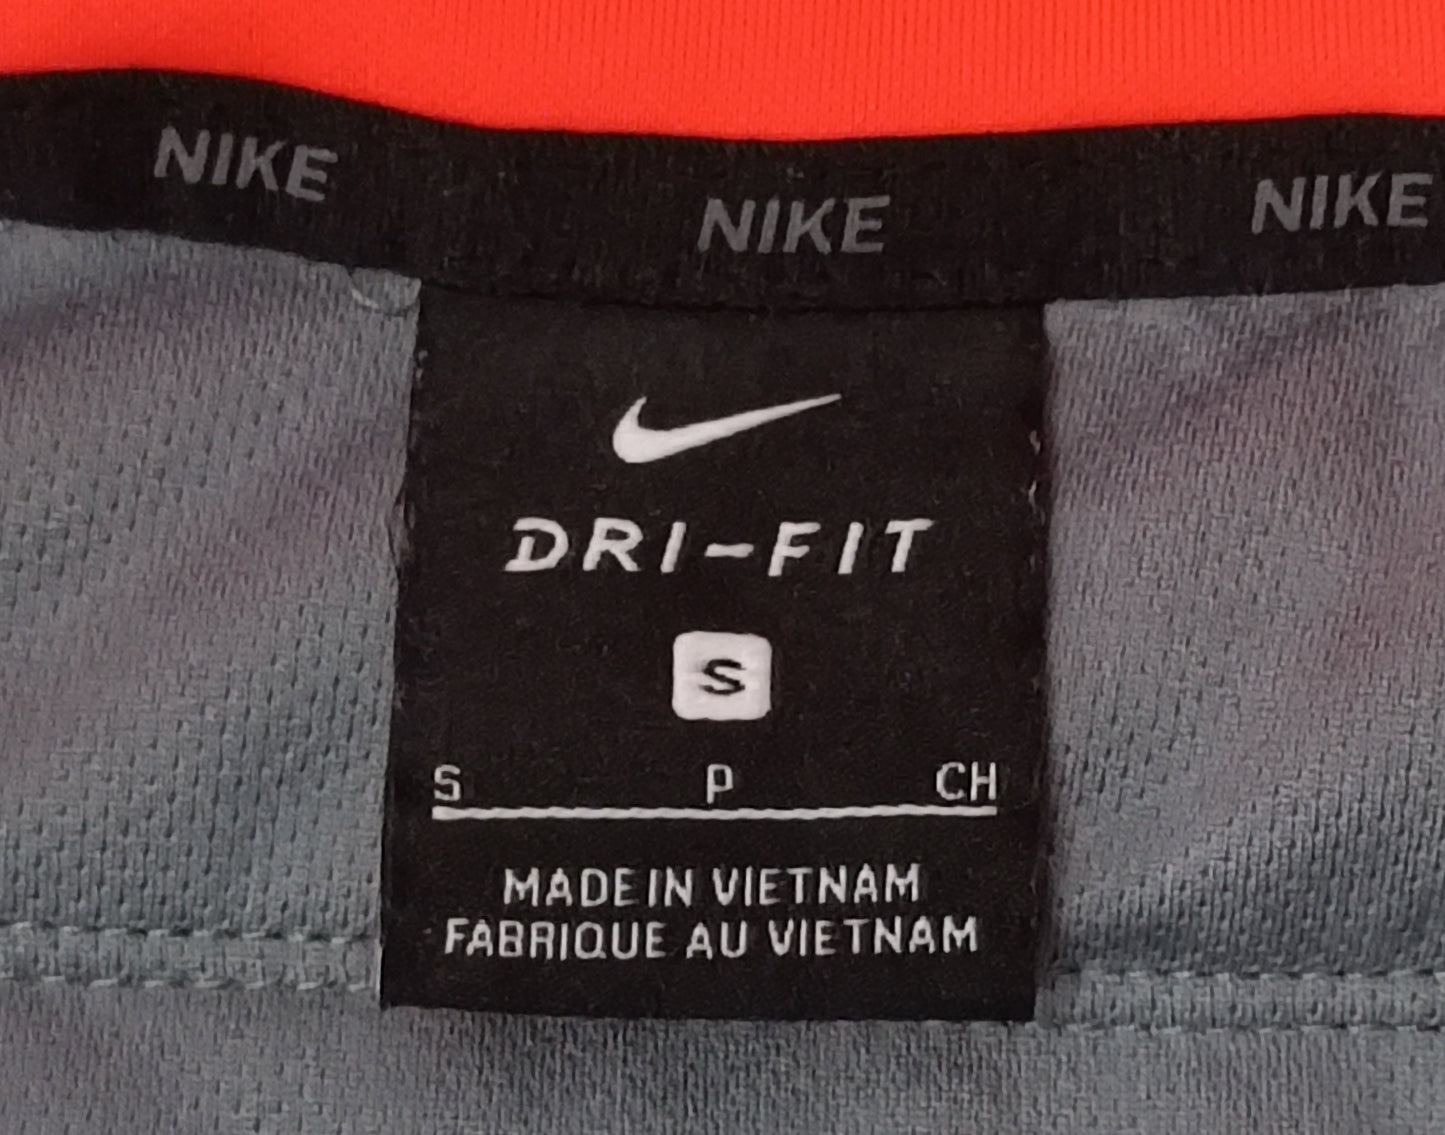 NIKE NIKE NIKE
DRI-FIT
S
S P CH
MADE IN VIETNAM
FABRIQUE AU VIETNAM